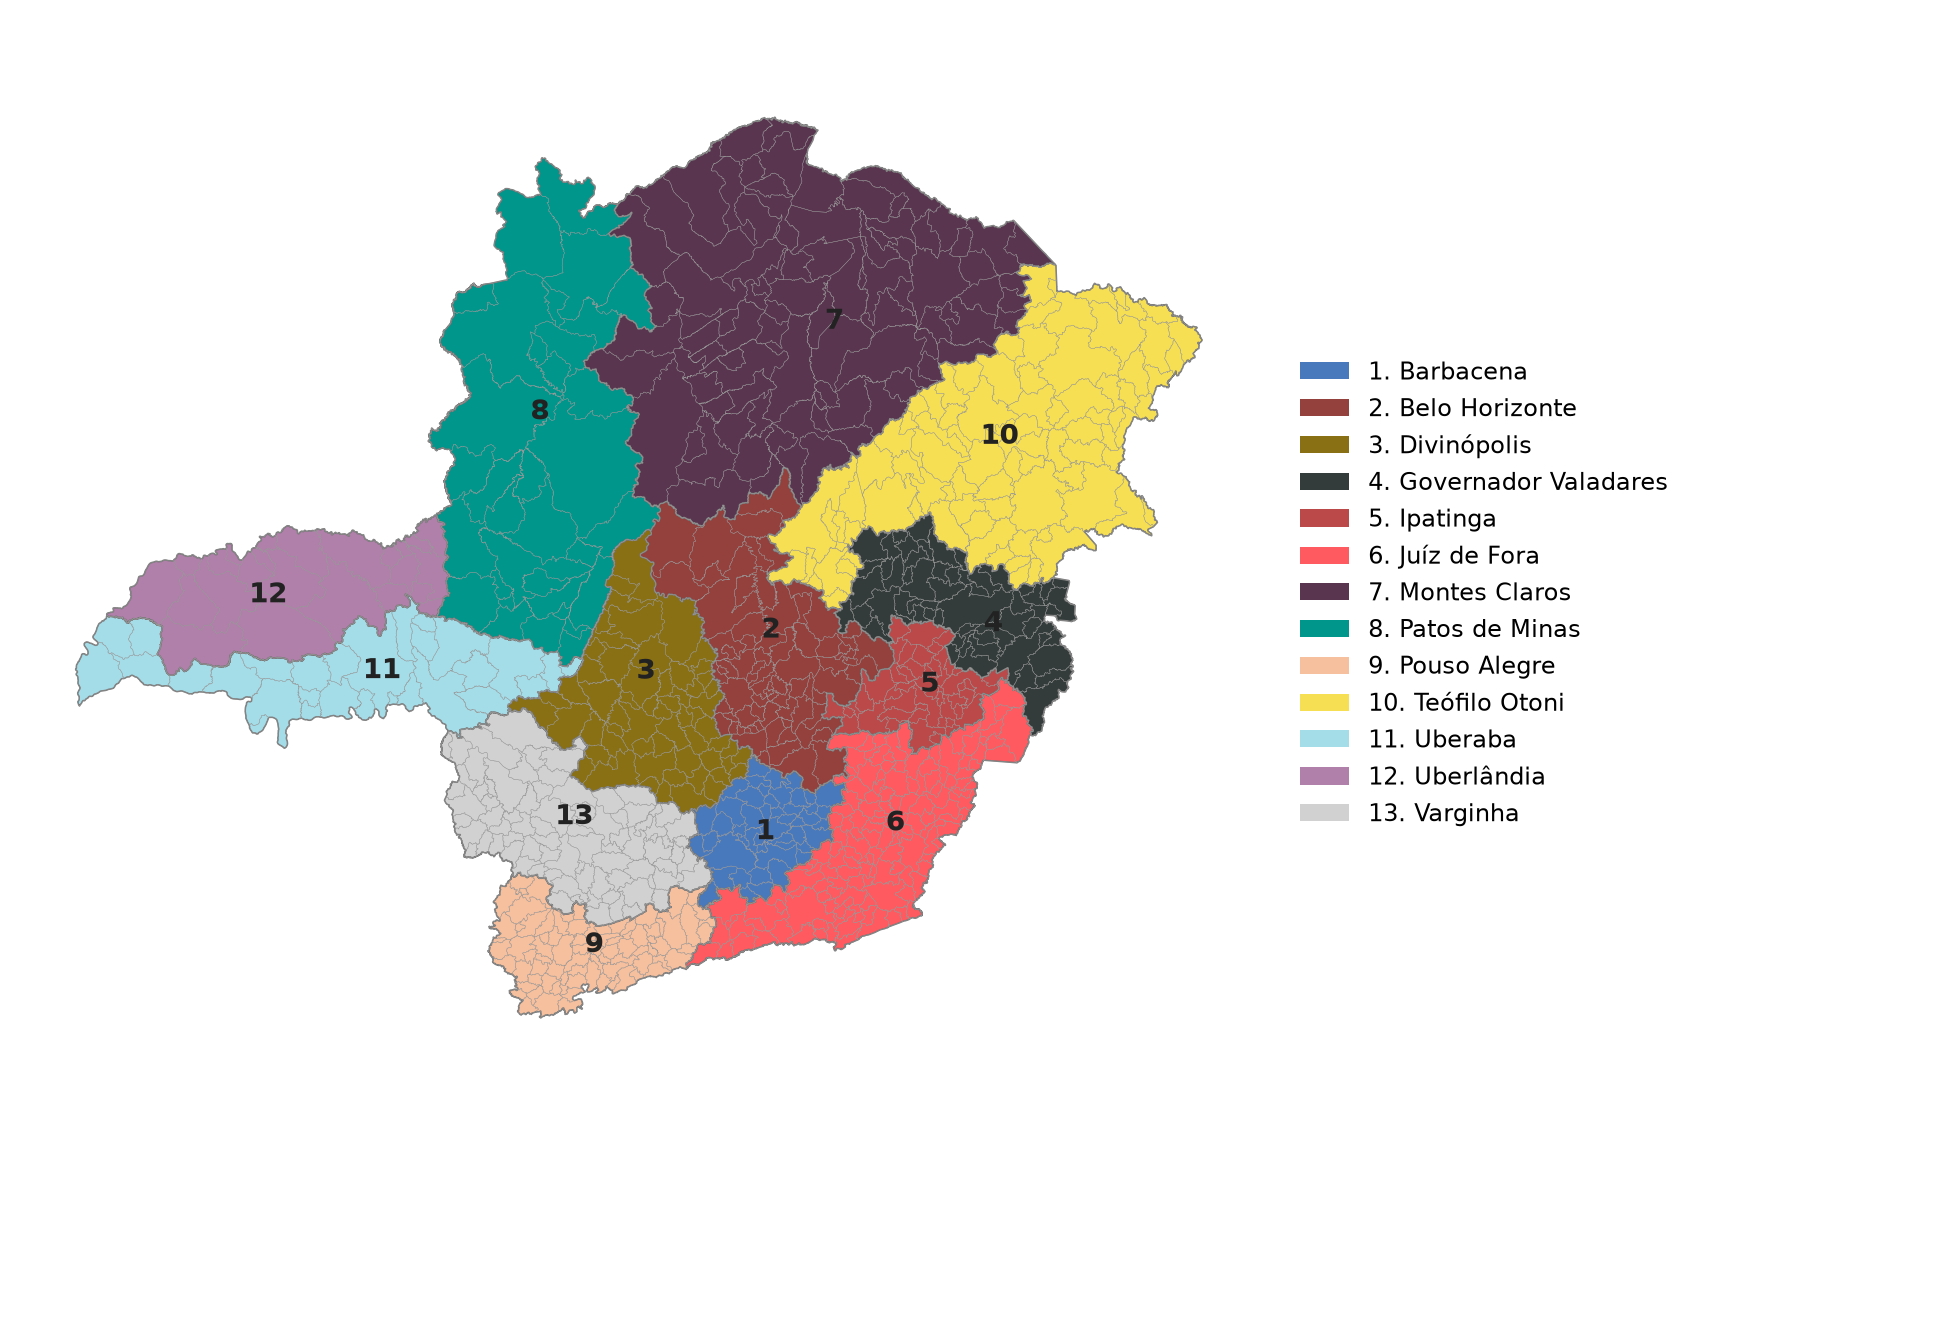 7
8
10
12
4
2
3
11
5
13
6
1
9
1. Barbacena
2. Belo Horizonte
3. Divinópolis
4. Governador Valadares
5. Ipatinga
6. Juíz de Fora
7. Montes Claros
8. Patos de Minas
9. Pouso Alegre
10. Teófilo Otoni
11. Uberaba
12. Uberlândia
13. Varginha